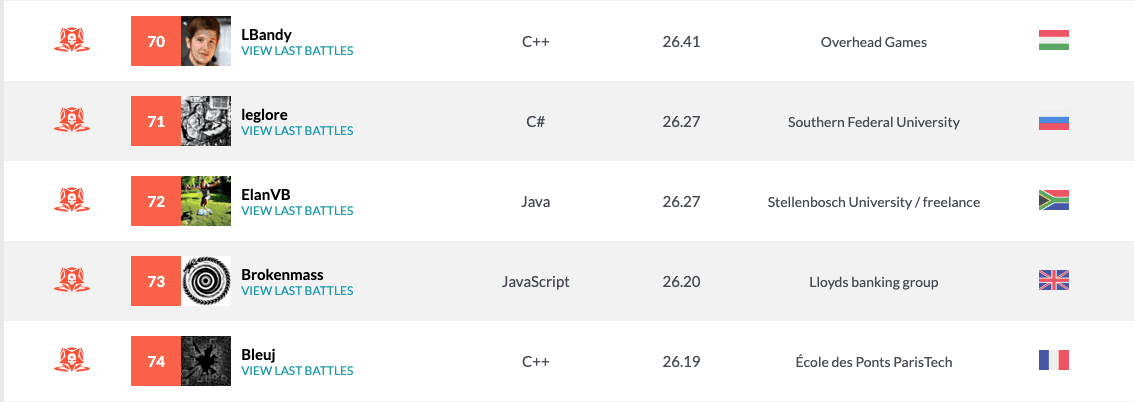 70 LBandy C++ 26.41 Overhead Games
VIEW LAST BATTLES
71 leglore C# 26.27 Southern Federal University
VIEW LAST BATTLES
72 ElanVB Java 26.27 Stellenbosch University / freelance
VIEW LAST BATTLES
73 Brokenmass JavaScript 26.20 Lloyds banking group
VIEW LAST BATTLES
74 Bleuj C++ 26.19 École des Ponts ParisTech
VIEW LAST BATTLES